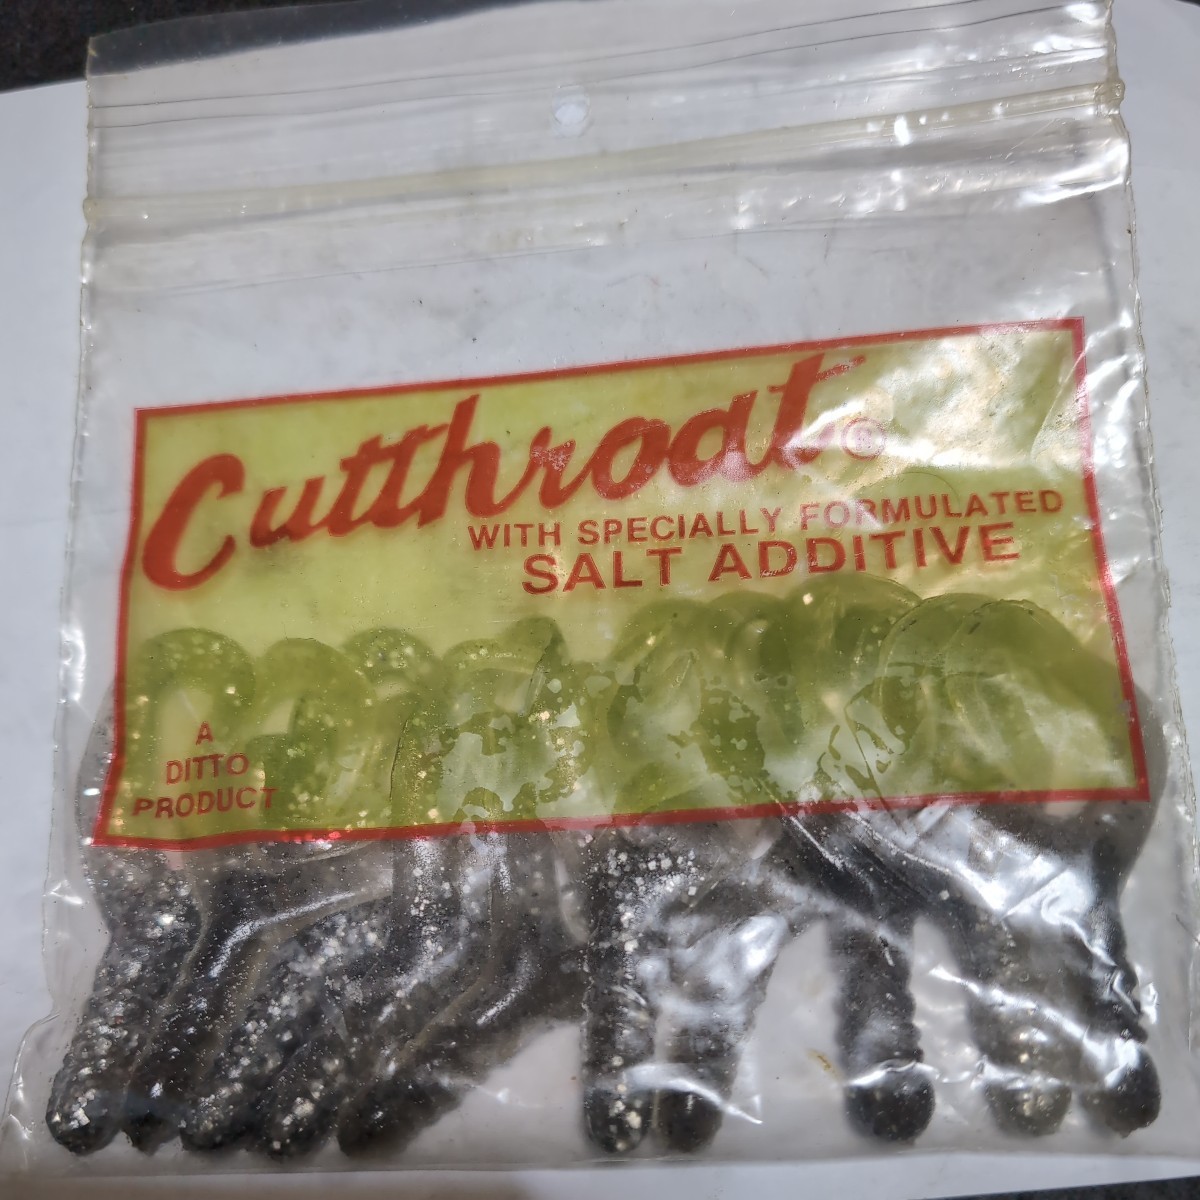 Cutthroat®
WITH SPECIALLY FORMULATED
SALT ADDITIVE
A
DITTO
PRODUCT